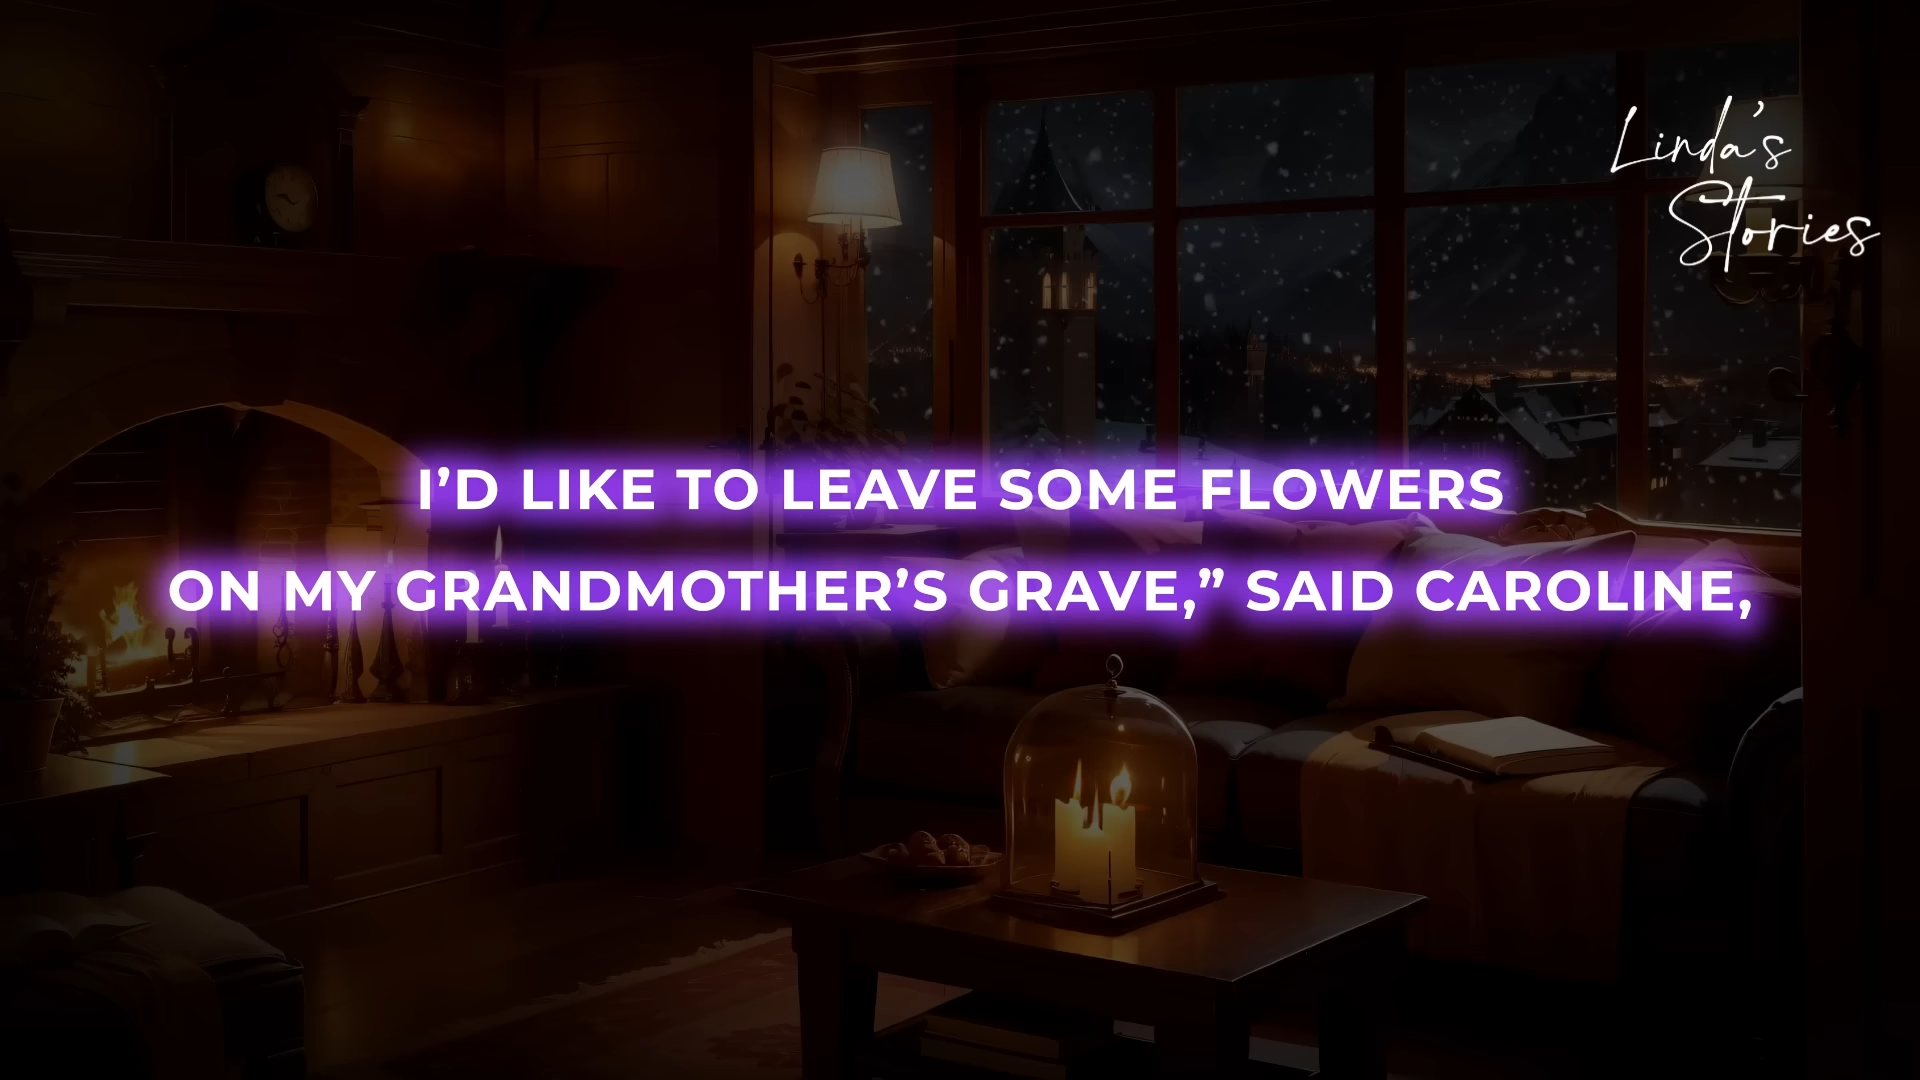 Linda's
Stories
I’D LIKE TO LEAVE SOME FLOWERS
ON MY GRANDMOTHER’S GRAVE,” SAID CAROLINE,